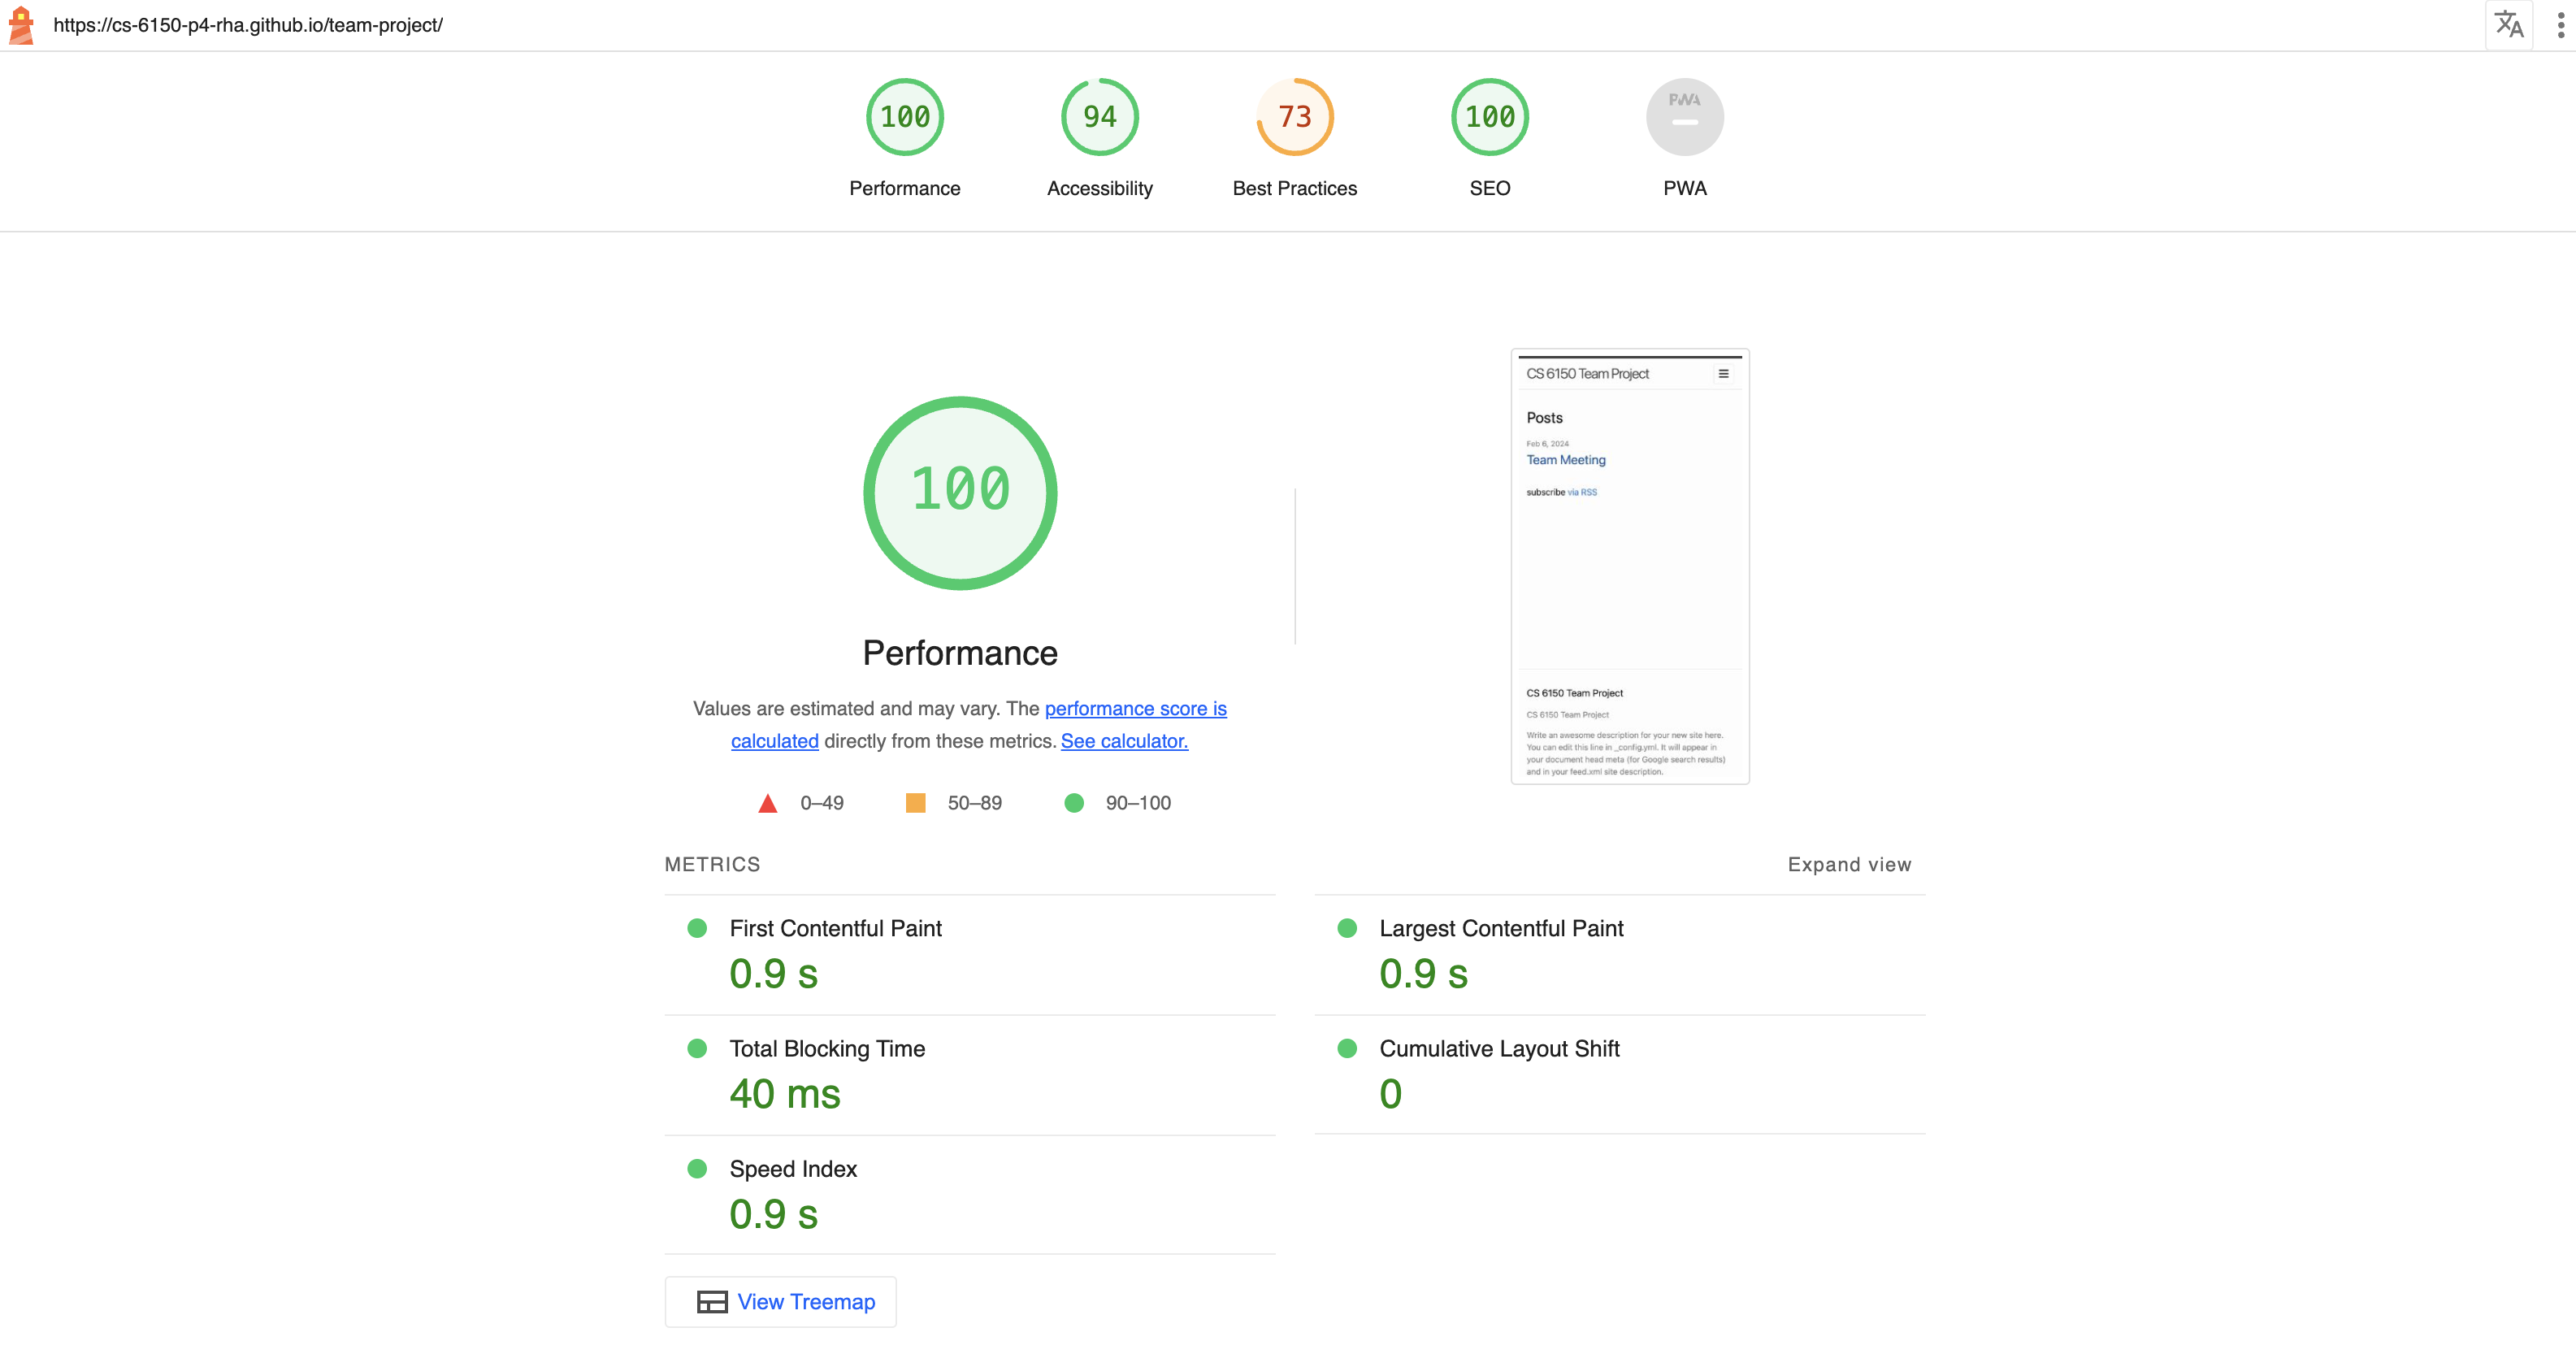 https://cs-6150-p4-rha.github.io/team-project/
100
94
73
100
PWA
Performance
Accessibility
Best Practices
SEO
PWA
100
Performance
Values are estimated and may vary. The performance score is
calculated directly from these metrics. See calculator.
0–49
50–89
90–100
CS 6150 Team Project
Posts
Feb 6, 2024
Team Meeting
subscribe via RSS
CS 6150 Team Project
CS 6150 Team Project
Write an awesome description for your new site here.
You can edit this line in _config.yml. It will appear in
your document head meta (for Google search results)
and in your feed.xml site description.
METRICS
Expand view
First Contentful Paint
0.9 s
Largest Contentful Paint
0.9 s
Total Blocking Time
40 ms
Cumulative Layout Shift
0
Speed Index
0.9 s
View Treemap